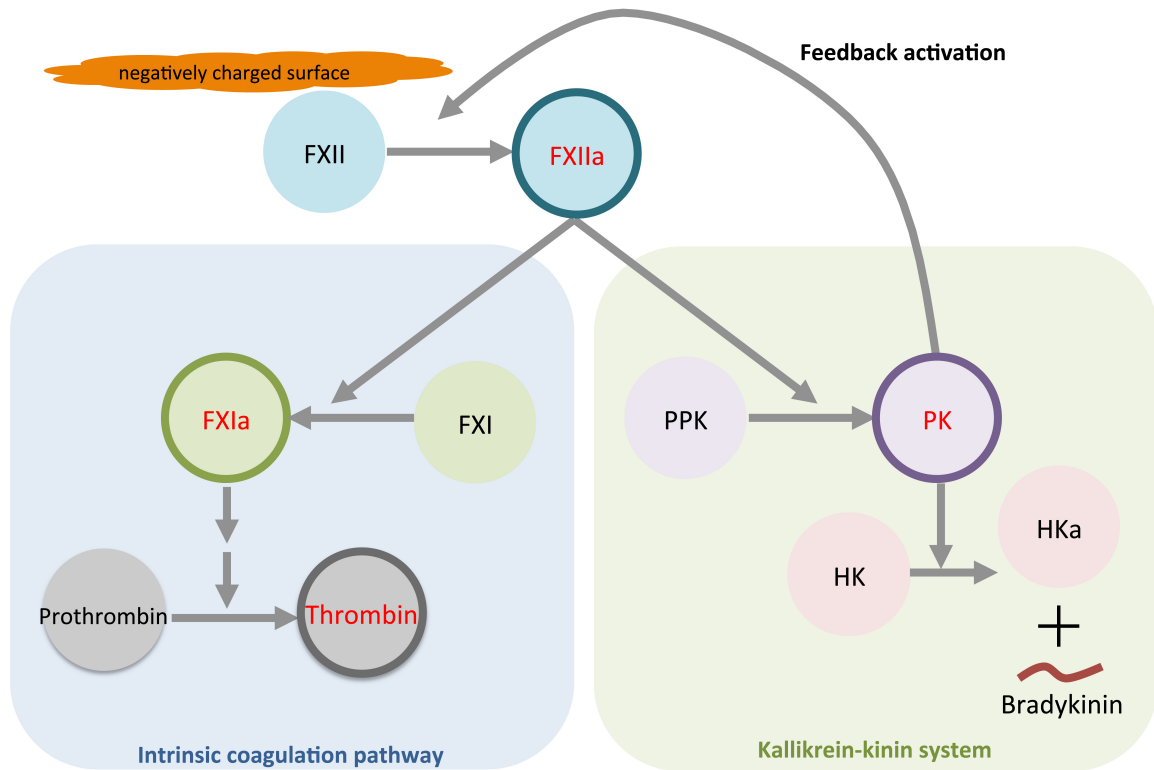 Feedback activation
negatively charged surface
FXII
FXIIa
FXIa
FXI
PPK
PK
HKa
HK
Prothrombin
Thrombin
+
Bradykinin
Intrinsic coagulation pathway
Kallikrein-kinin system